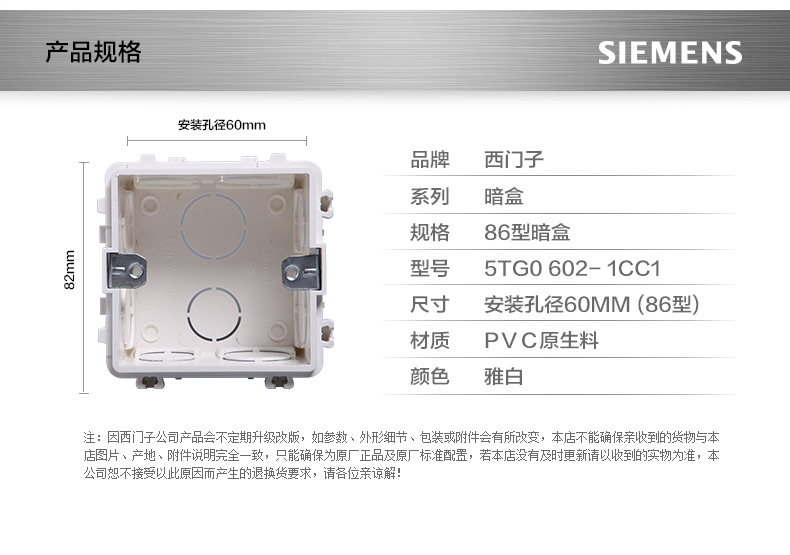 产品规格
SIEMENS
安装孔径60mm
82mm
品牌 西门子
系列 暗盒
规格 86型暗盒
型号 5TG0 602- 1CC1
尺寸 安装孔径60MM (86型)
材质 PVC原生料
颜色 雅白
注：因西门子公司产品会不定期升级改版，如参数、外形细节、包装或附件会有所改变，本店不能确保亲收到的货物与本
店图片、产地、附件说明完全一致，只能确保为原厂正品及原厂标准配置，若本店没有及时更新请以收到的实物为准，本
公司恕不接受以此原因而产生的退换货要求，请各位亲谅解!